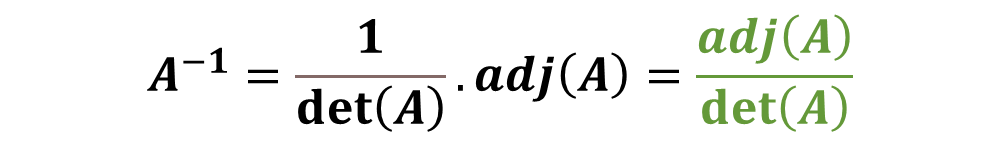 A⁻¹ = 1/det(A) . adj(A) = adj(A)/det(A)